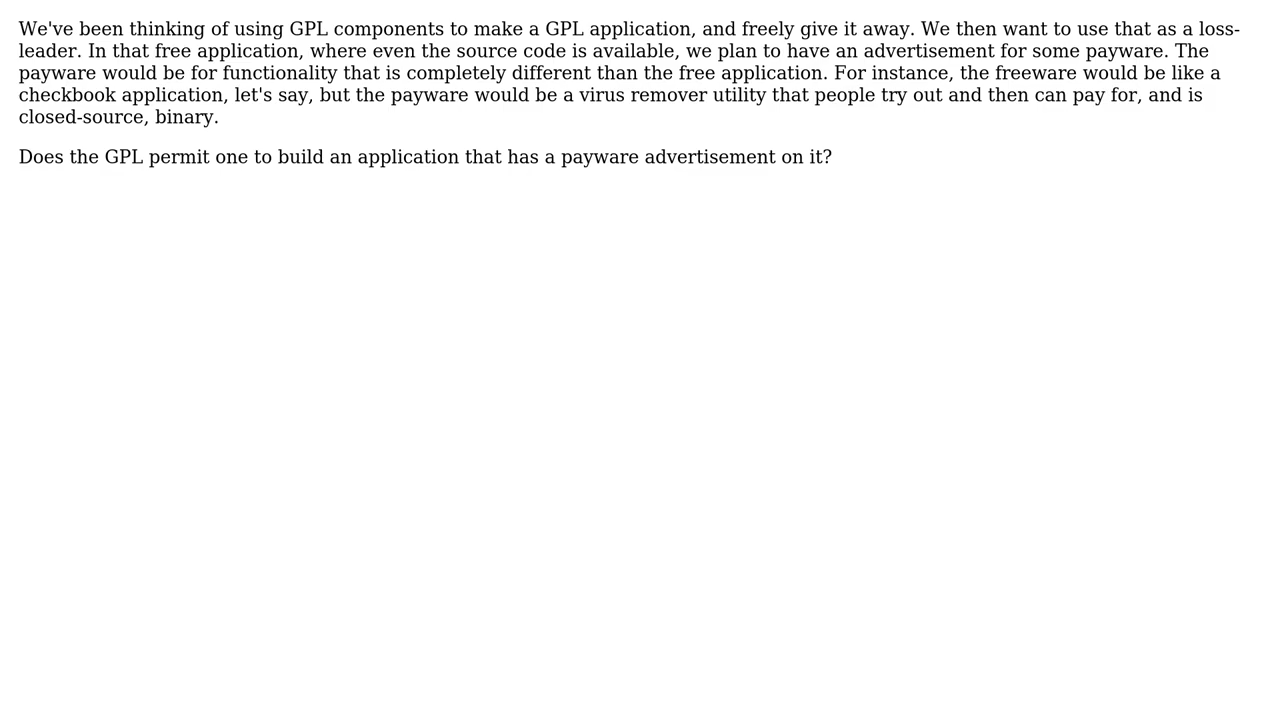 We've been thinking of using GPL components to make a GPL application, and freely give it away. We then want to use that as a loss-
leader. In that free application, where even the source code is available, we plan to have an advertisement for some payware. The
payware would be for functionality that is completely different than the free application. For instance, the freeware would be like a
checkbook application, let's say, but the payware would be a virus remover utility that people try out and then can pay for, and is
closed-source, binary.
Does the GPL permit one to build an application that has a payware advertisement on it?